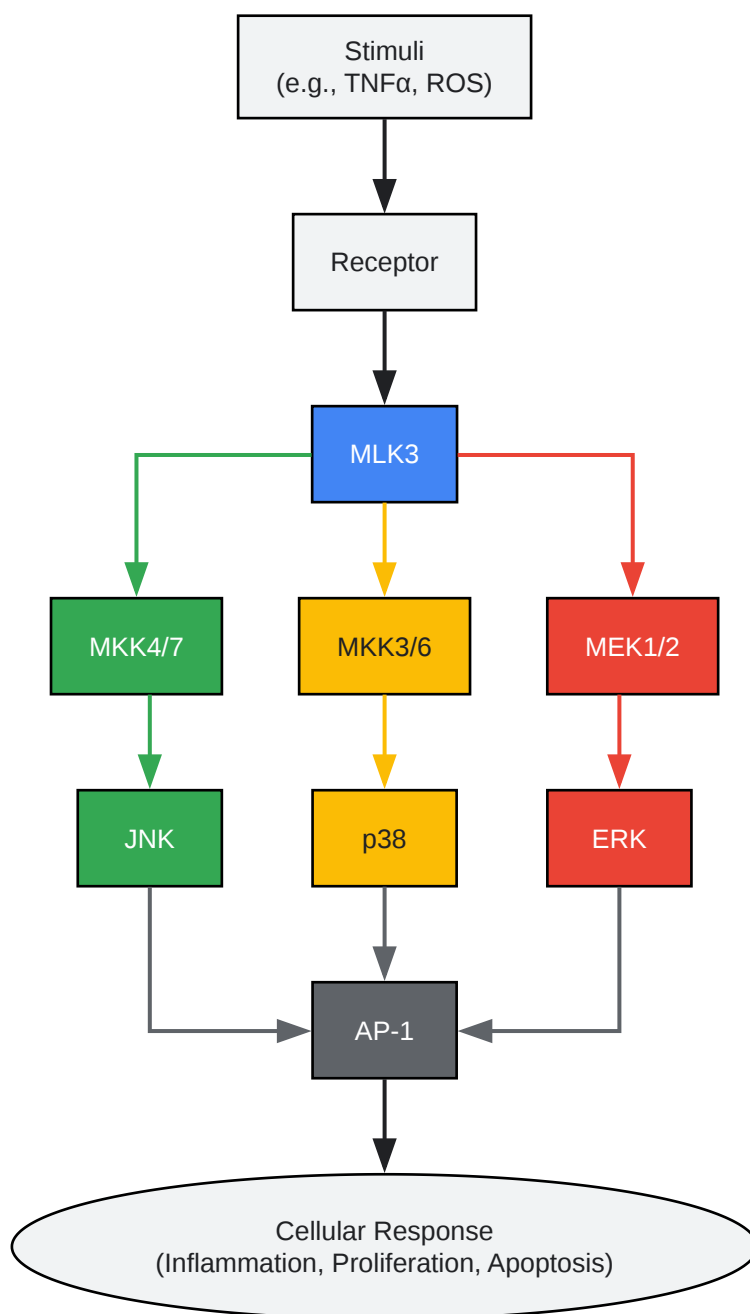 Stimuli
(e.g., TNFα, ROS)
Receptor
MLK3
MKK4/7
MKK3/6
MEK1/2
JNK
p38
ERK
AP-1
Cellular Response
(Inflammation, Proliferation, Apoptosis)